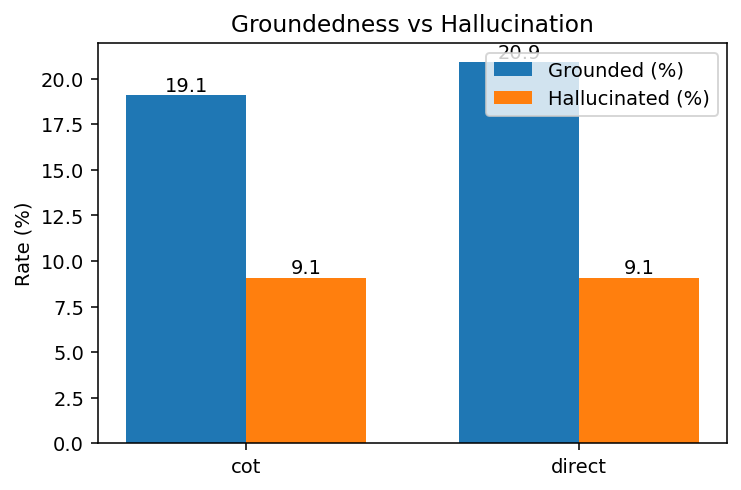 Groundedness vs Hallucination
Rate (%)
20.0
17.5
15.0
12.5
10.0
7.5
5.0
2.5
0.0
19.1
9.1
20.9
9.1
Grounded (%)
Hallucinated (%)
cot
direct